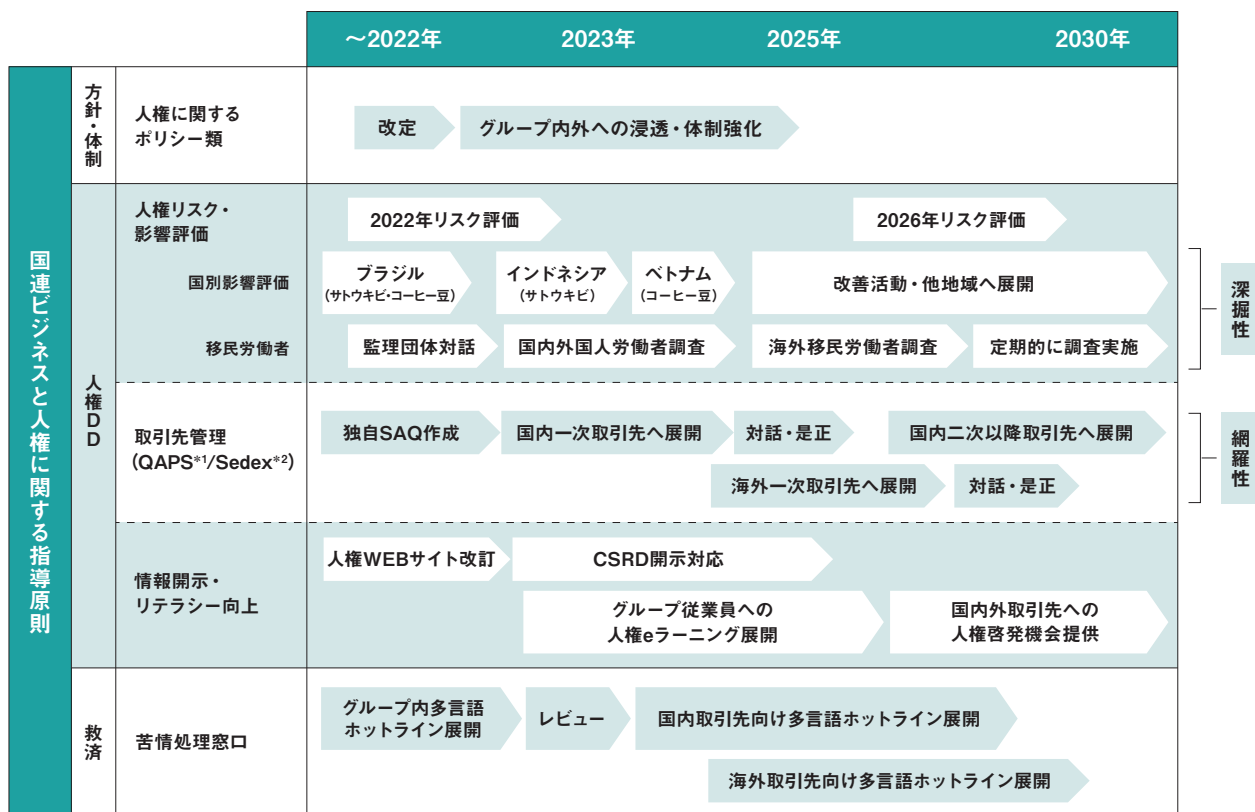 ～2022年
2023年
2025年
2030年
国連ビジネスと人権に関する指導原則
方針・体制
人権に関する
ポリシー類
改定
グループ内外への浸透・体制強化
人権DD
人権リスク・
影響評価
2022年リスク評価
2026年リスク評価
国別影響評価
ブラジル
（サトウキビ・コーヒー豆）
インドネシア
（サトウキビ）
ベトナム
（コーヒー豆）
改善活動・他地域へ展開
移民労働者
監理団体対話
国内外国人労働者調査
海外移民労働者調査
定期的に調査実施
深掘性
取引先管理
（QAPS*1/Sedex*2）
独自SAQ作成
国内一次取引先へ展開
対話・是正
国内二次以降取引先へ展開
海外一次取引先へ展開
対話・是正
網羅性
情報開示・
リテラシー向上
人権WEBサイト改訂
CSRD開示対応
グループ従業員への
人権eラーニング展開
国内外取引先への
人権啓発機会提供
救済
苦情処理窓口
グループ内多言語
ホットライン展開
レビュー
国内取引先向け多言語ホットライン展開
海外取引先向け多言語ホットライン展開